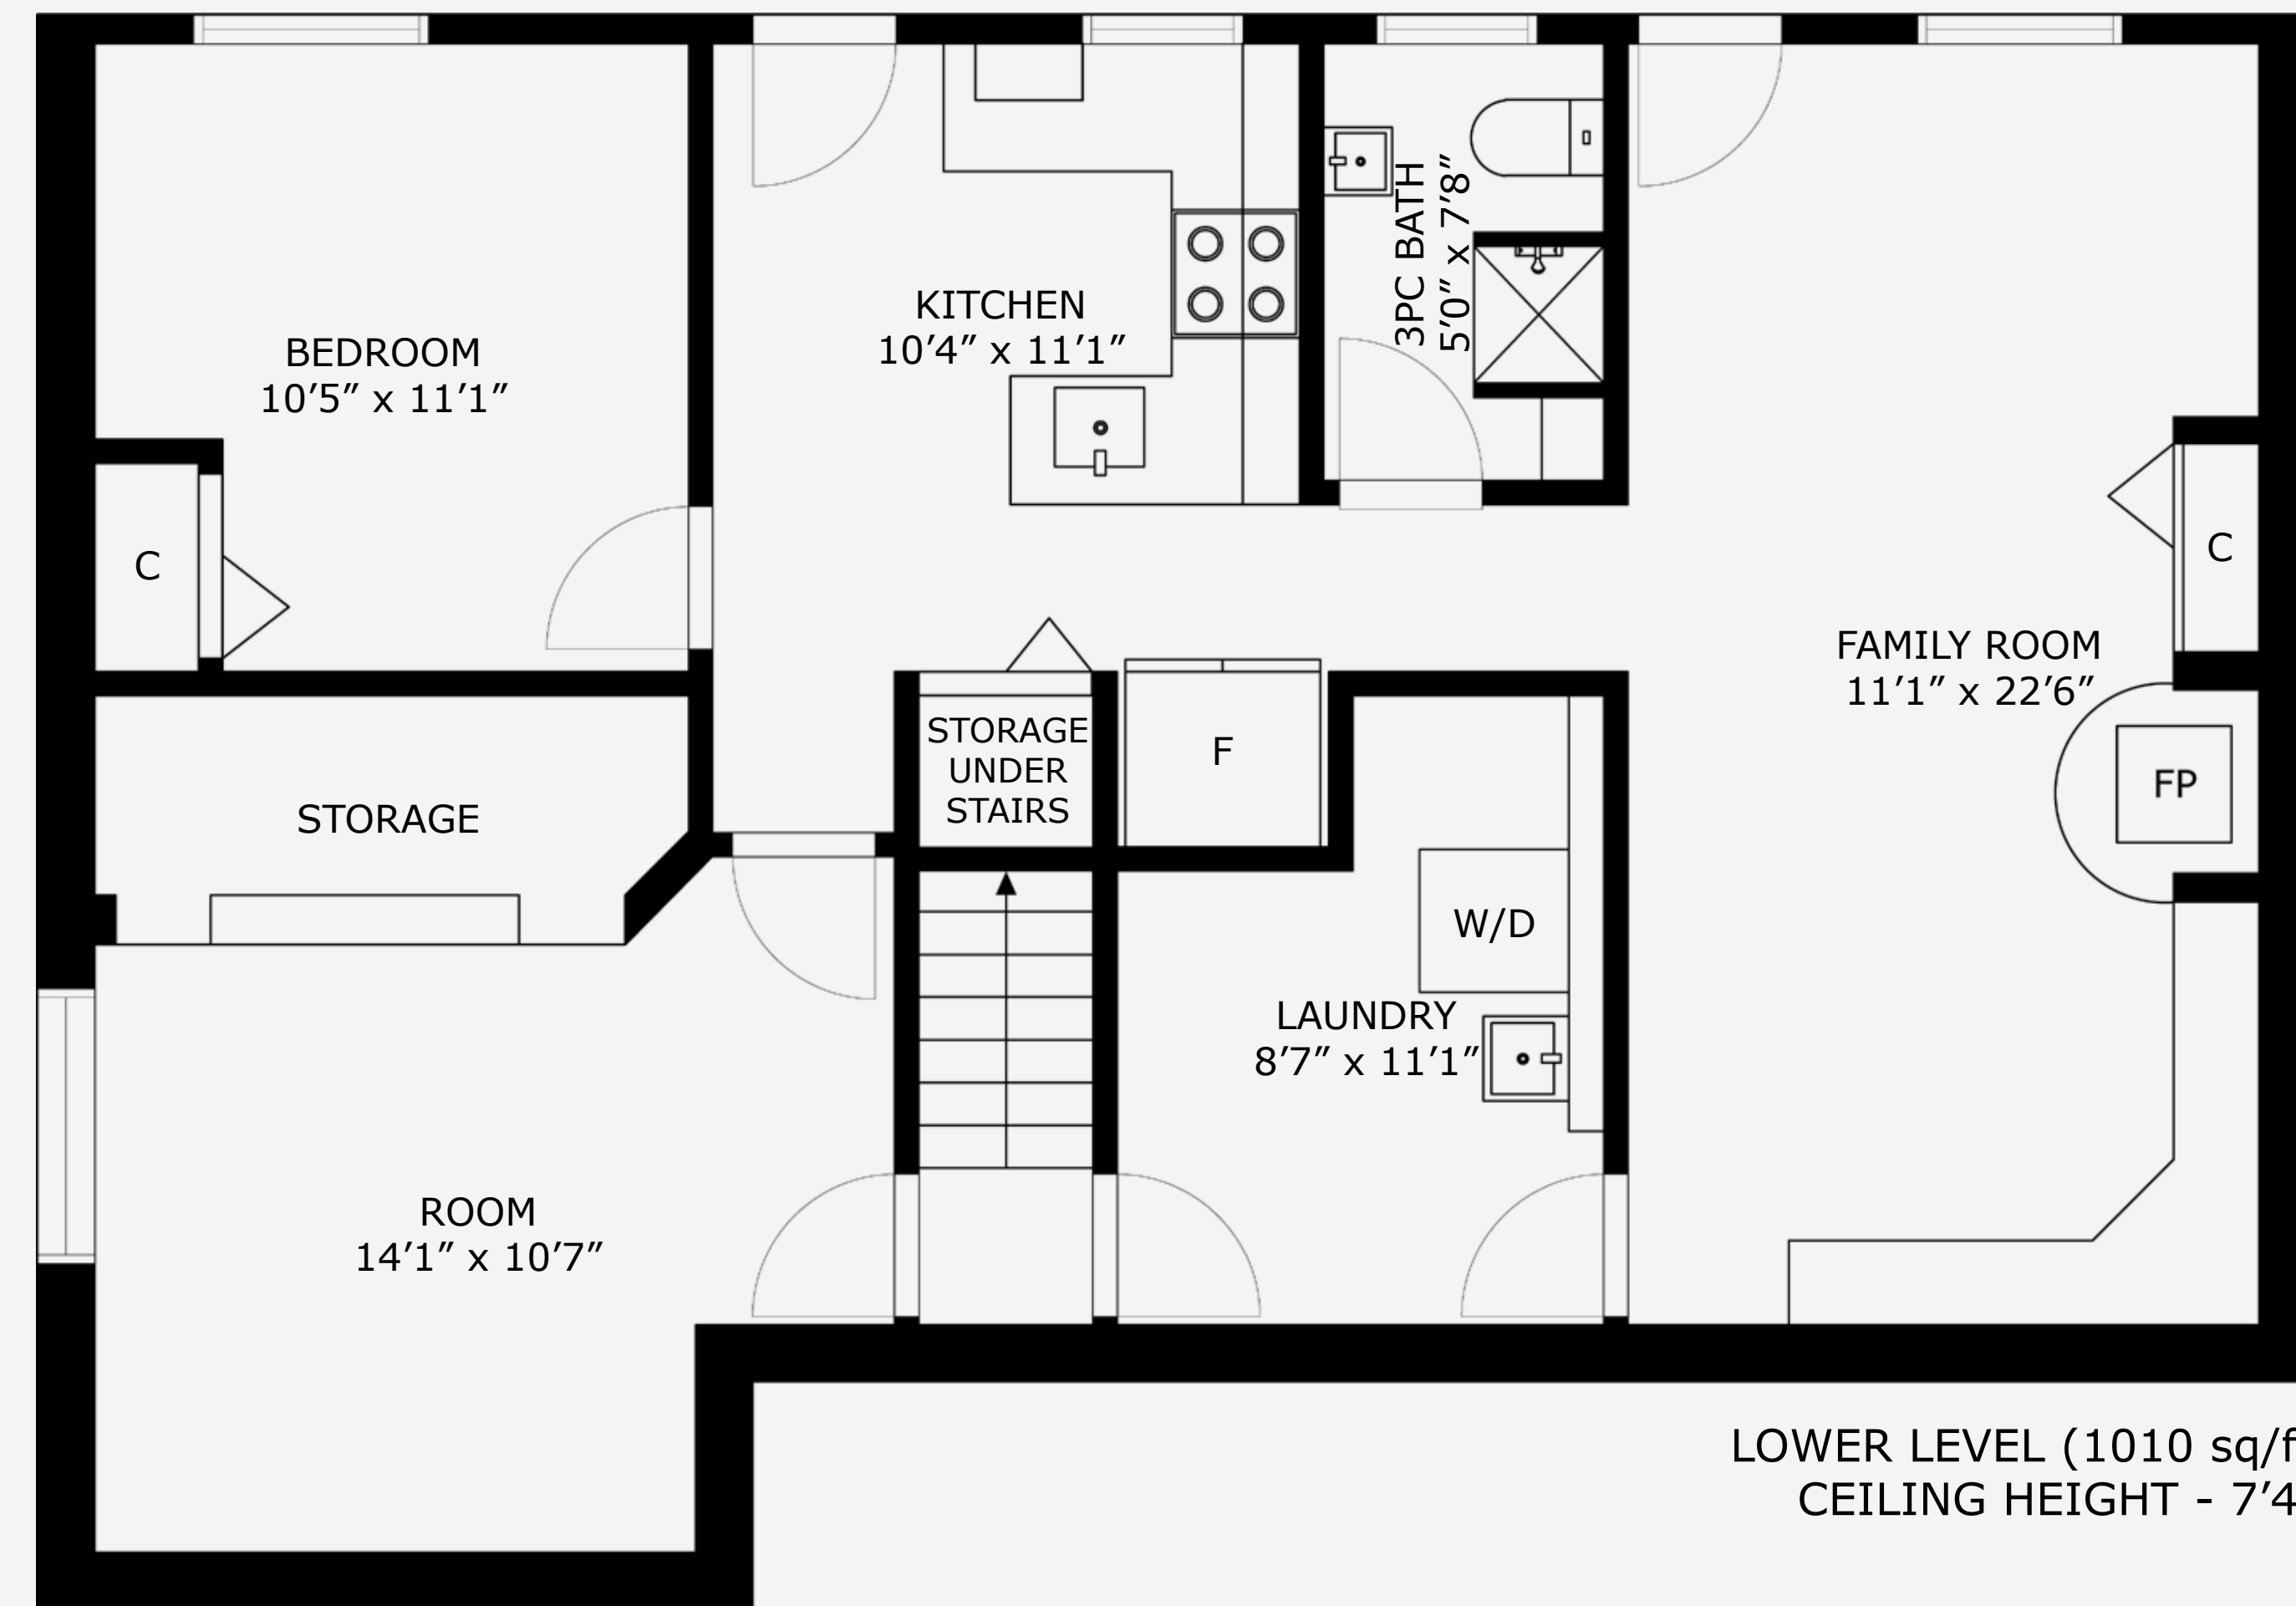 BEDROOM
10’5” x 11’1”
KITCHEN
10’4” x 11’1”
3PC BATH
5’0” x 7’8”
C
C
FAMILY ROOM
11’1” x 22’6”
STORAGE
STORAGE
UNDER
STAIRS
F
FP
W/D
LAUNDRY
8’7” x 11’1”
ROOM
14’1” x 10’7”
LOWER LEVEL (1010 sq/f
CEILING HEIGHT - 7’4